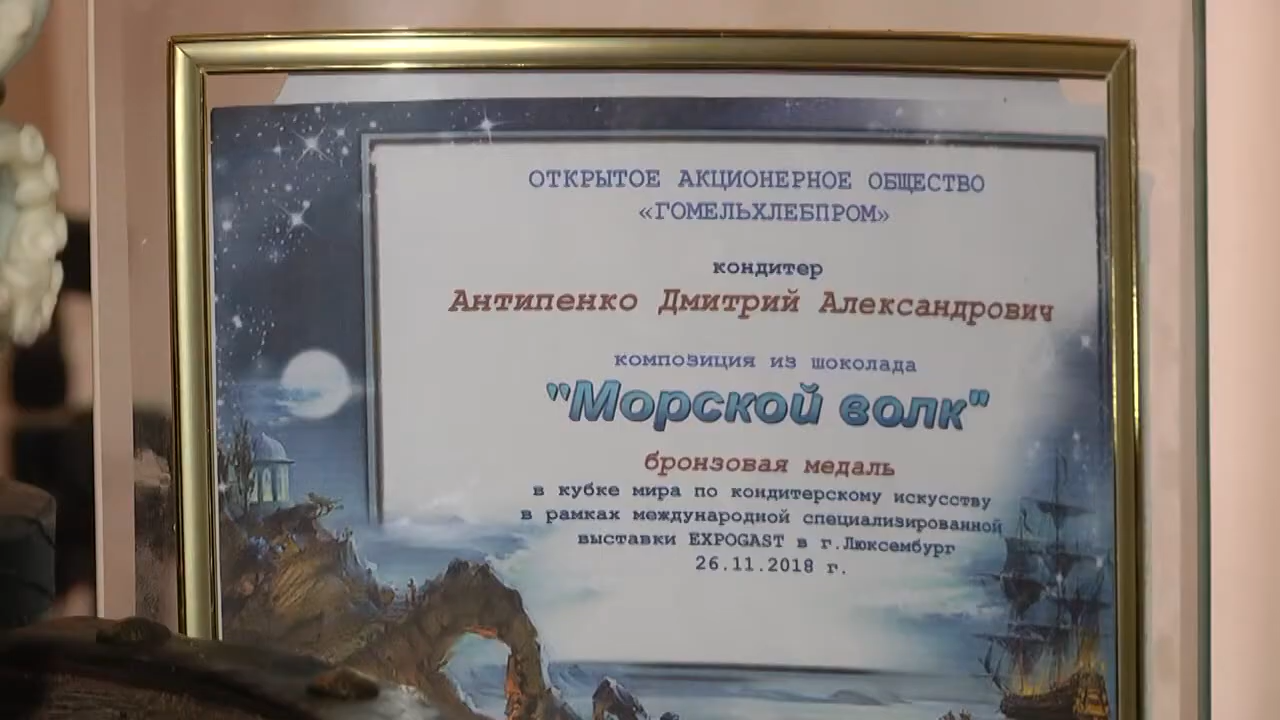 ОТКРЫТОЕ АКЦИОНЕРНОЕ ОБЩЕСТВО
«ГОМЕЛЬХЛЕБПРОМ»
кондитер
Антипенко Дмитрий Александрович
композиция из шоколада
"Морской волк"
бронзовая медаль
в кубке мира по кондитерскому искусству
в рамках международной специализированной
выставки EXPOGAST в г.Люксембург
26.11.2018 г.